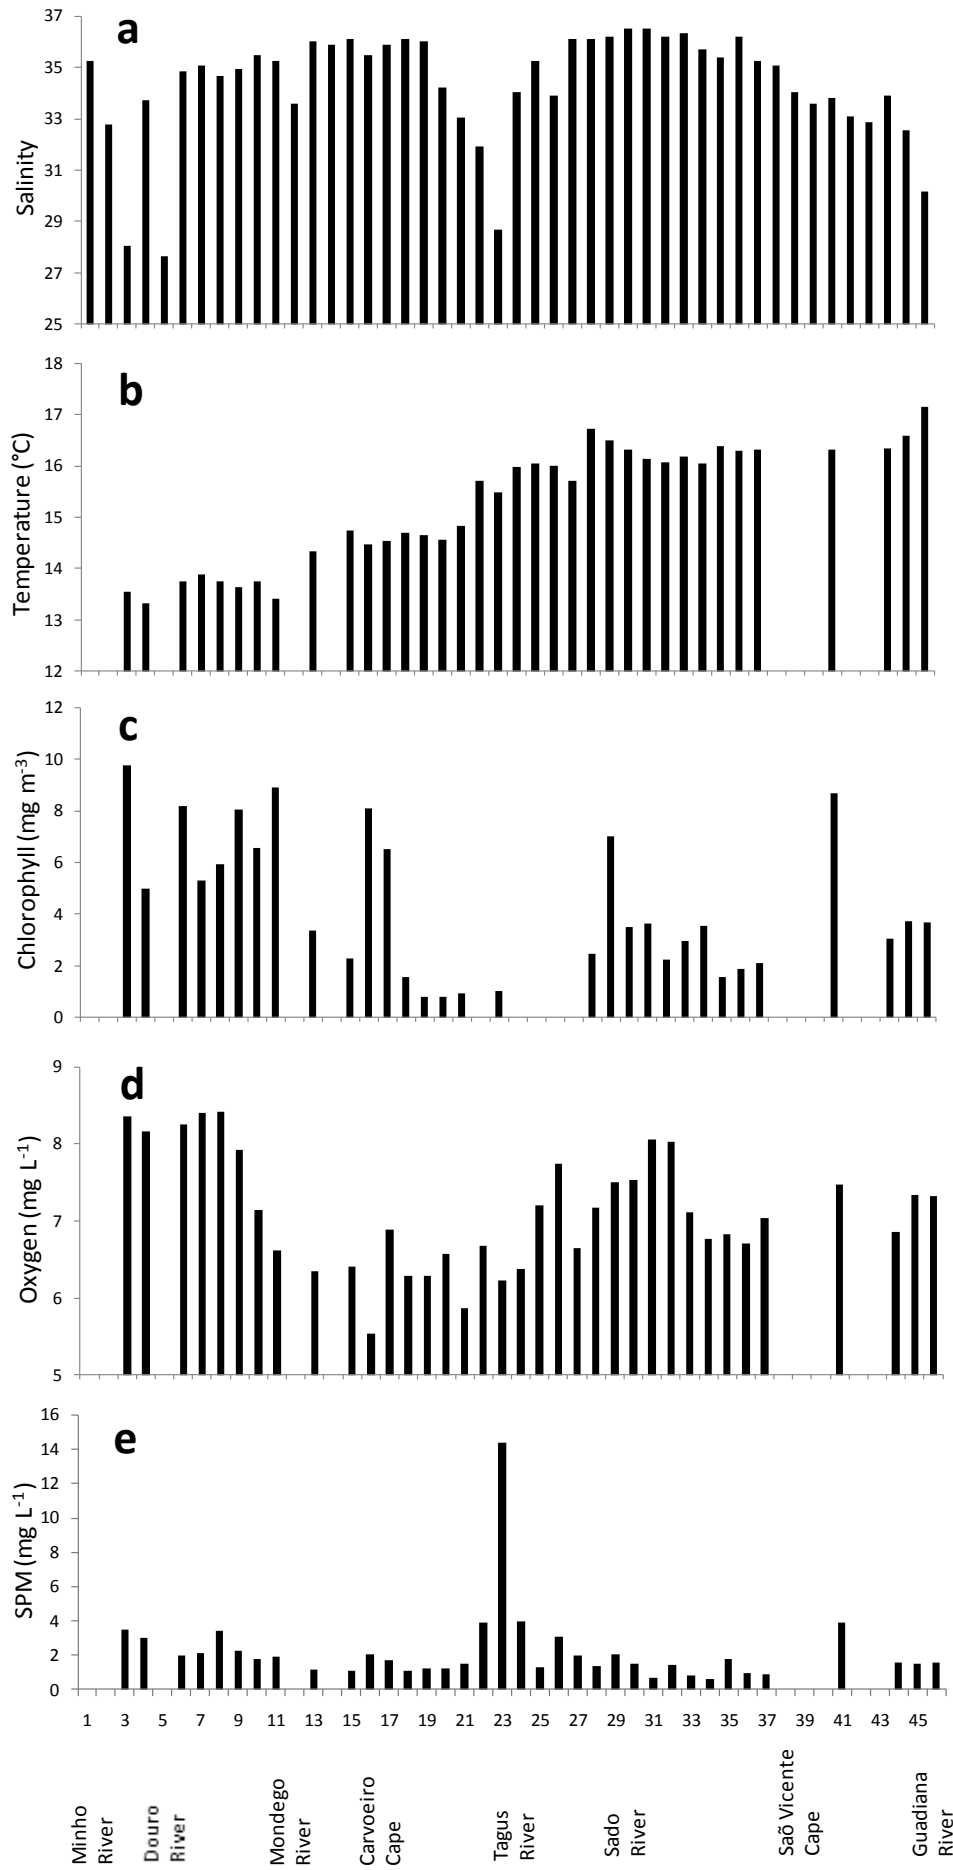 a
Salinity
37
35
33
31
29
27
25
b
Temperature (°C)
18
17
16
15
14
13
12
c
Chlorophyll (mg m-3)
12
10
8
6
4
2
0
d
Oxygen (mg L-1)
9
8
7
6
5
e
SPM (mg L-1)
16
14
12
10
8
6
4
2
0
1 3 5 7 9 11 13 15 17 19 21 23 25 27 29 31 33 35 37 39 41 43 45
Minho
River
Douro
River
Mondego
River
Carvoeiro
Cape
Tagus
River
Sado
River
Saõ Vicente
Cape
Guadiana
River